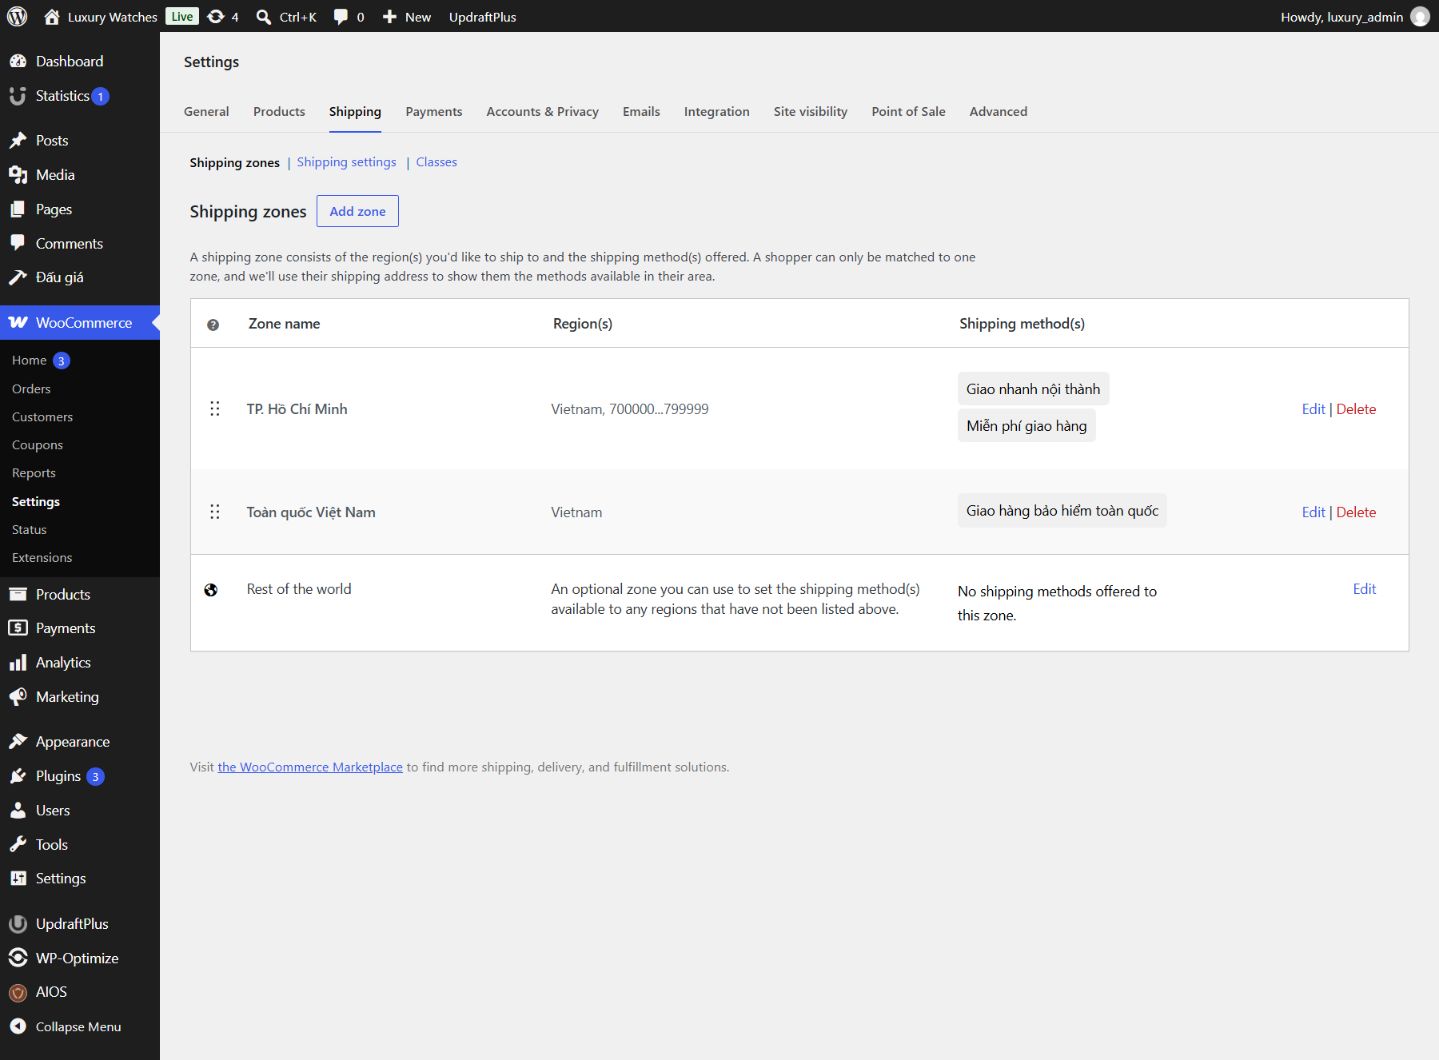 Luxury Watches Live 4 Ctrl+K 0 New UpdraftPlus Howdy, luxury_admin
Dashboard
Statistics 1
Posts
Media
Pages
Comments
Đấu giá
WooCommerce
Home 3
Orders
Customers
Coupons
Reports
Settings
Status
Extensions
Products
Payments
Analytics
Marketing
Appearance
Plugins 3
Users
Tools
Settings
UpdraftPlus
WP-Optimize
AIOS
Collapse Menu
Settings
General Products Shipping Payments Accounts & Privacy Emails Integration Site visibility Point of Sale Advanced
Shipping zones | Shipping settings | Classes
Shipping zones Add zone
A shipping zone consists of the region(s) you'd like to ship to and the shipping method(s) offered. A shopper can only be matched to one
zone, and we'll use their shipping address to show them the methods available in their area.
Zone name Region(s) Shipping method(s)
TP. Hồ Chí Minh Vietnam, 700000...799999 Giao nhanh nội thành Edit | Delete
Miễn phí giao hàng
Toàn quốc Việt Nam Vietnam Giao hàng bảo hiểm toàn quốc Edit | Delete
Rest of the world An optional zone you can use to set the shipping method(s) No shipping methods offered to Edit
available to any regions that have not been listed above. this zone.
Visit the WooCommerce Marketplace to find more shipping, delivery, and fulfillment solutions.